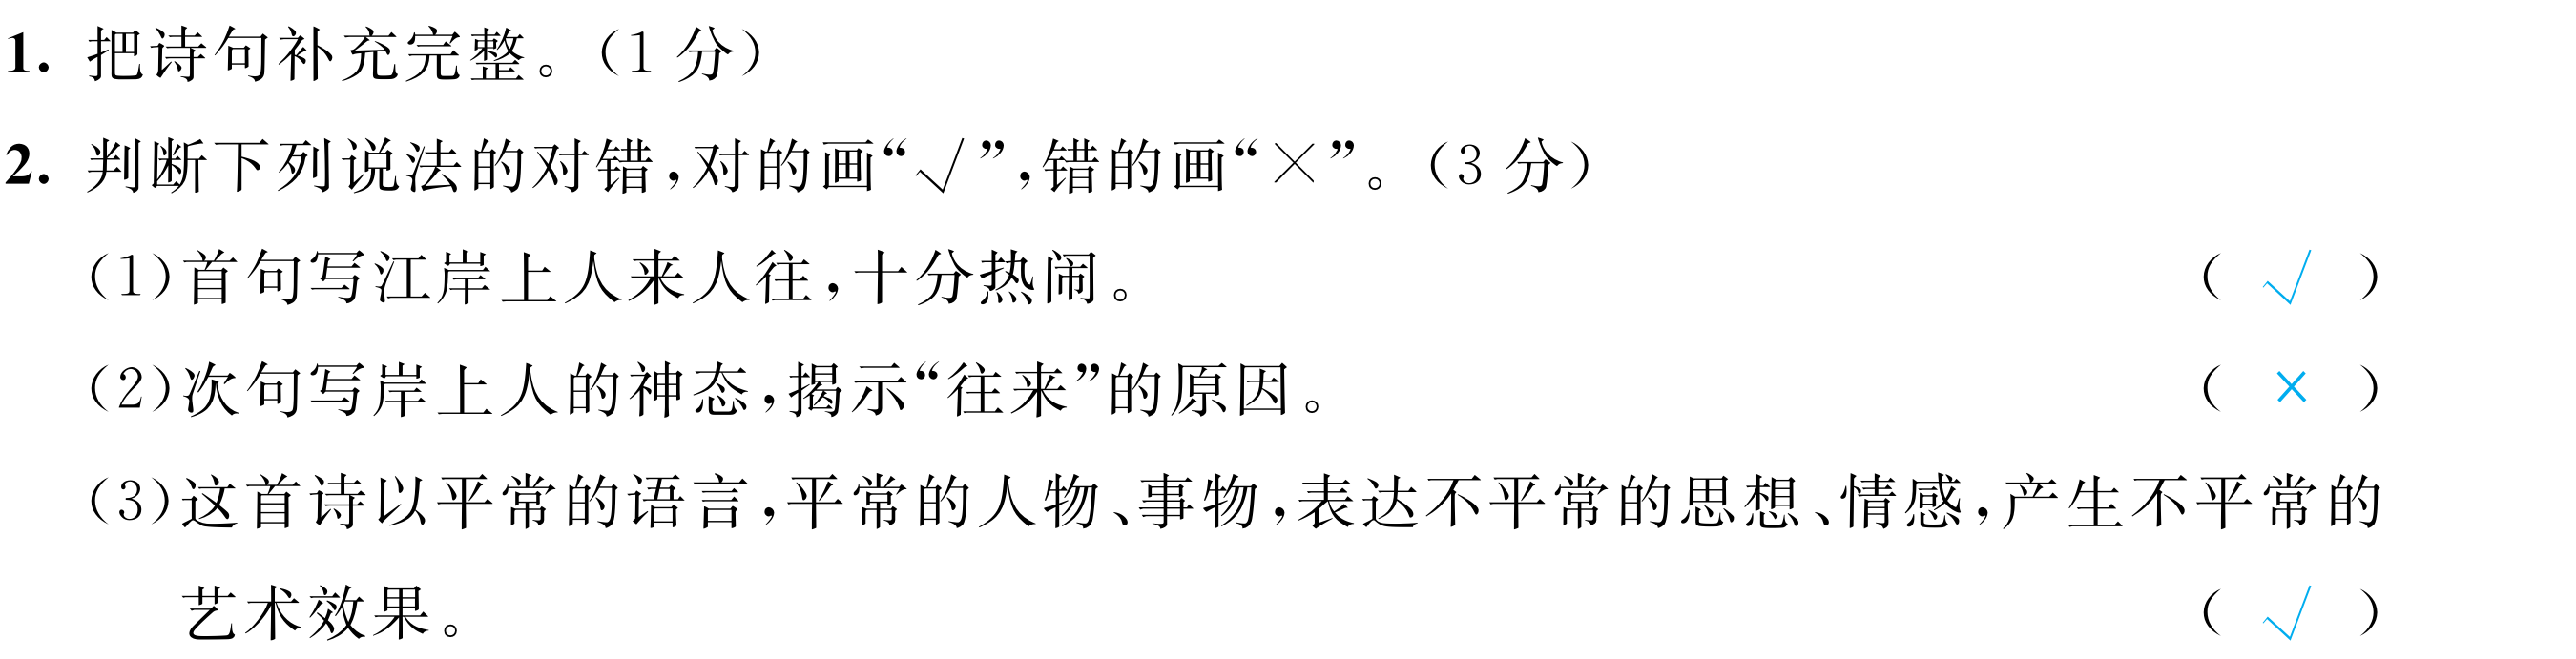 1. 把诗句补充完整。(1 分)
2. 判断下列说法的对错,对的画“√”,错的画“×”。(3 分)
(1)首句写江岸上人来人往,十分热闹。 ( √ )
(2)次句写岸上人的神态,揭示“往来”的原因。 ( × )
(3)这首诗以平常的语言,平常的人物、事物,表达不平常的思想、情感,产生不平常的
艺术效果。 ( √ )